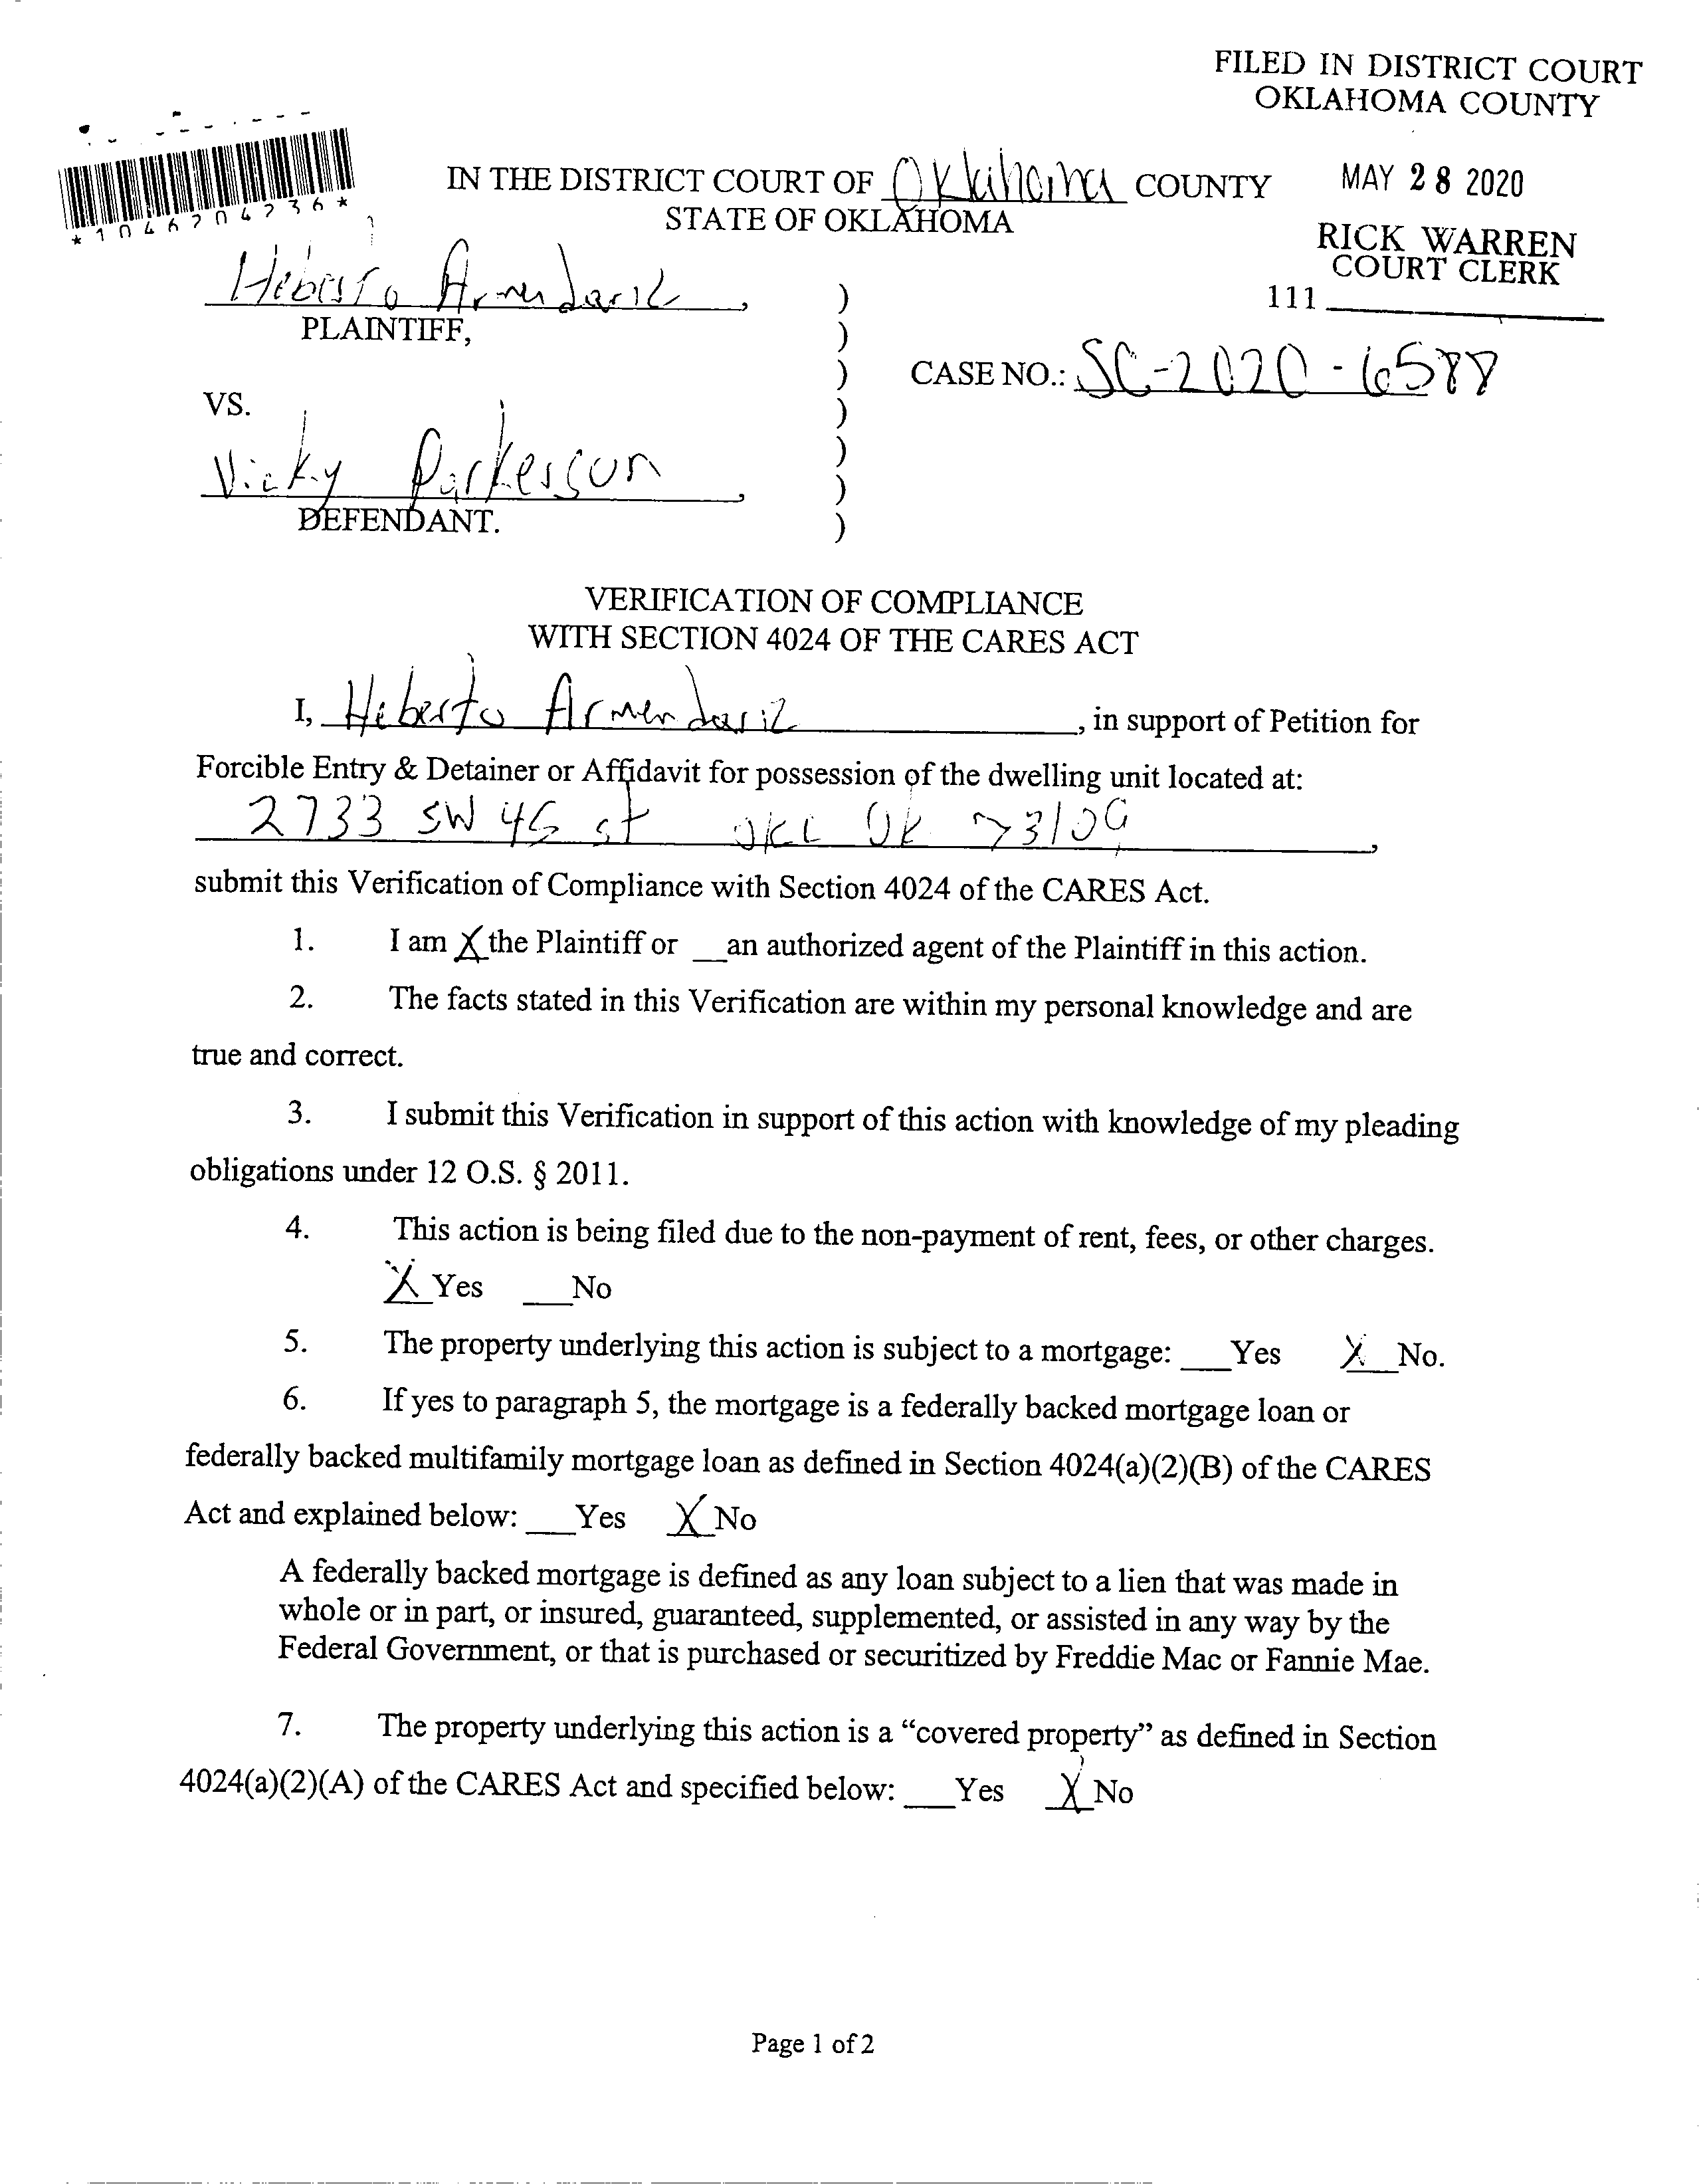 FILED IN DISTRICT COURT
OKLAHOMA COUNTY
MAY 28 2020
RICK WARREN
COURT CLERK
111
*1046204236*
IN THE DISTRICT COURT OF Oklahoma COUNTY
STATE OF OKLAHOMA
Heberto Armendariz,
PLAINTIFF,
VS.
Vicky Parkerson,
DEFENDANT.
)
)
)
)
)
)
)
CASE NO.: SC-2020-6588
VERIFICATION OF COMPLIANCE
WITH SECTION 4024 OF THE CARES ACT
I, Heberto Armendariz, in support of Petition for
Forcible Entry & Detainer or Affidavit for possession of the dwelling unit located at:
2733 SW 45 st OKC OK 73109,
submit this Verification of Compliance with Section 4024 of the CARES Act.
1. I am X the Plaintiff or __an authorized agent of the Plaintiff in this action.
2. The facts stated in this Verification are within my personal knowledge and are
true and correct.
3. I submit this Verification in support of this action with knowledge of my pleading
obligations under 12 O.S. § 2011.
4. This action is being filed due to the non-payment of rent, fees, or other charges.
X Yes ___No
5. The property underlying this action is subject to a mortgage: ___Yes X No.
6. If yes to paragraph 5, the mortgage is a federally backed mortgage loan or
federally backed multifamily mortgage loan as defined in Section 4024(a)(2)(B) of the CARES
Act and explained below: ___Yes X No
A federally backed mortgage is defined as any loan subject to a lien that was made in
whole or in part, or insured, guaranteed, supplemented, or assisted in any way by the
Federal Government, or that is purchased or securitized by Freddie Mac or Fannie Mae.
7. The property underlying this action is a “covered property” as defined in Section
4024(a)(2)(A) of the CARES Act and specified below: ___Yes X No
Page 1 of 2